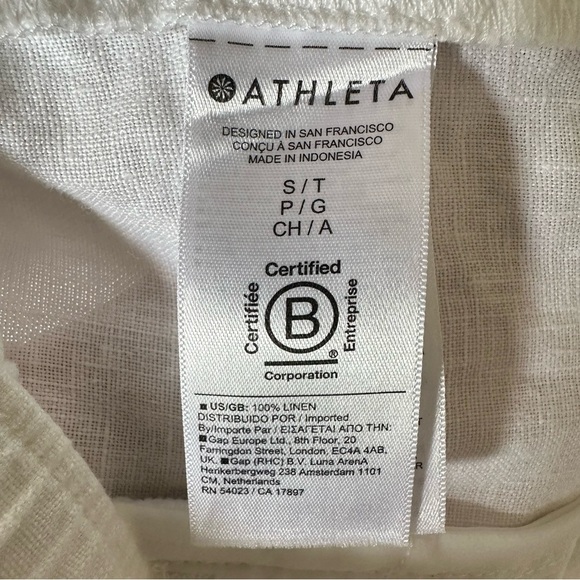 ATHLETA
DESIGNED IN SAN FRANCISCO
CONÇU À SAN FRANCISCO
MADE IN INDONESIA
S / T
P / G
CH / A
Certified
Certifiée
B
Entreprise
®
Corporation
US/GB: 100% LINEN
DISTRIBUIDO POR / Imported
By/Importe Par / ΕΙΣΑΓΕΤΑΙ ΑΠΟ ΤΗΝ:
Gap Europe Ltd., 8th Floor, 20
Farringdon Street, London, EC4A 4AB,
UK. Gap (RHC) B.V. Luna ArenA
Herikerbergweg 238 Amsterdam 1101
CM, Netherlands
RN 54023 / CA 17897
T
R